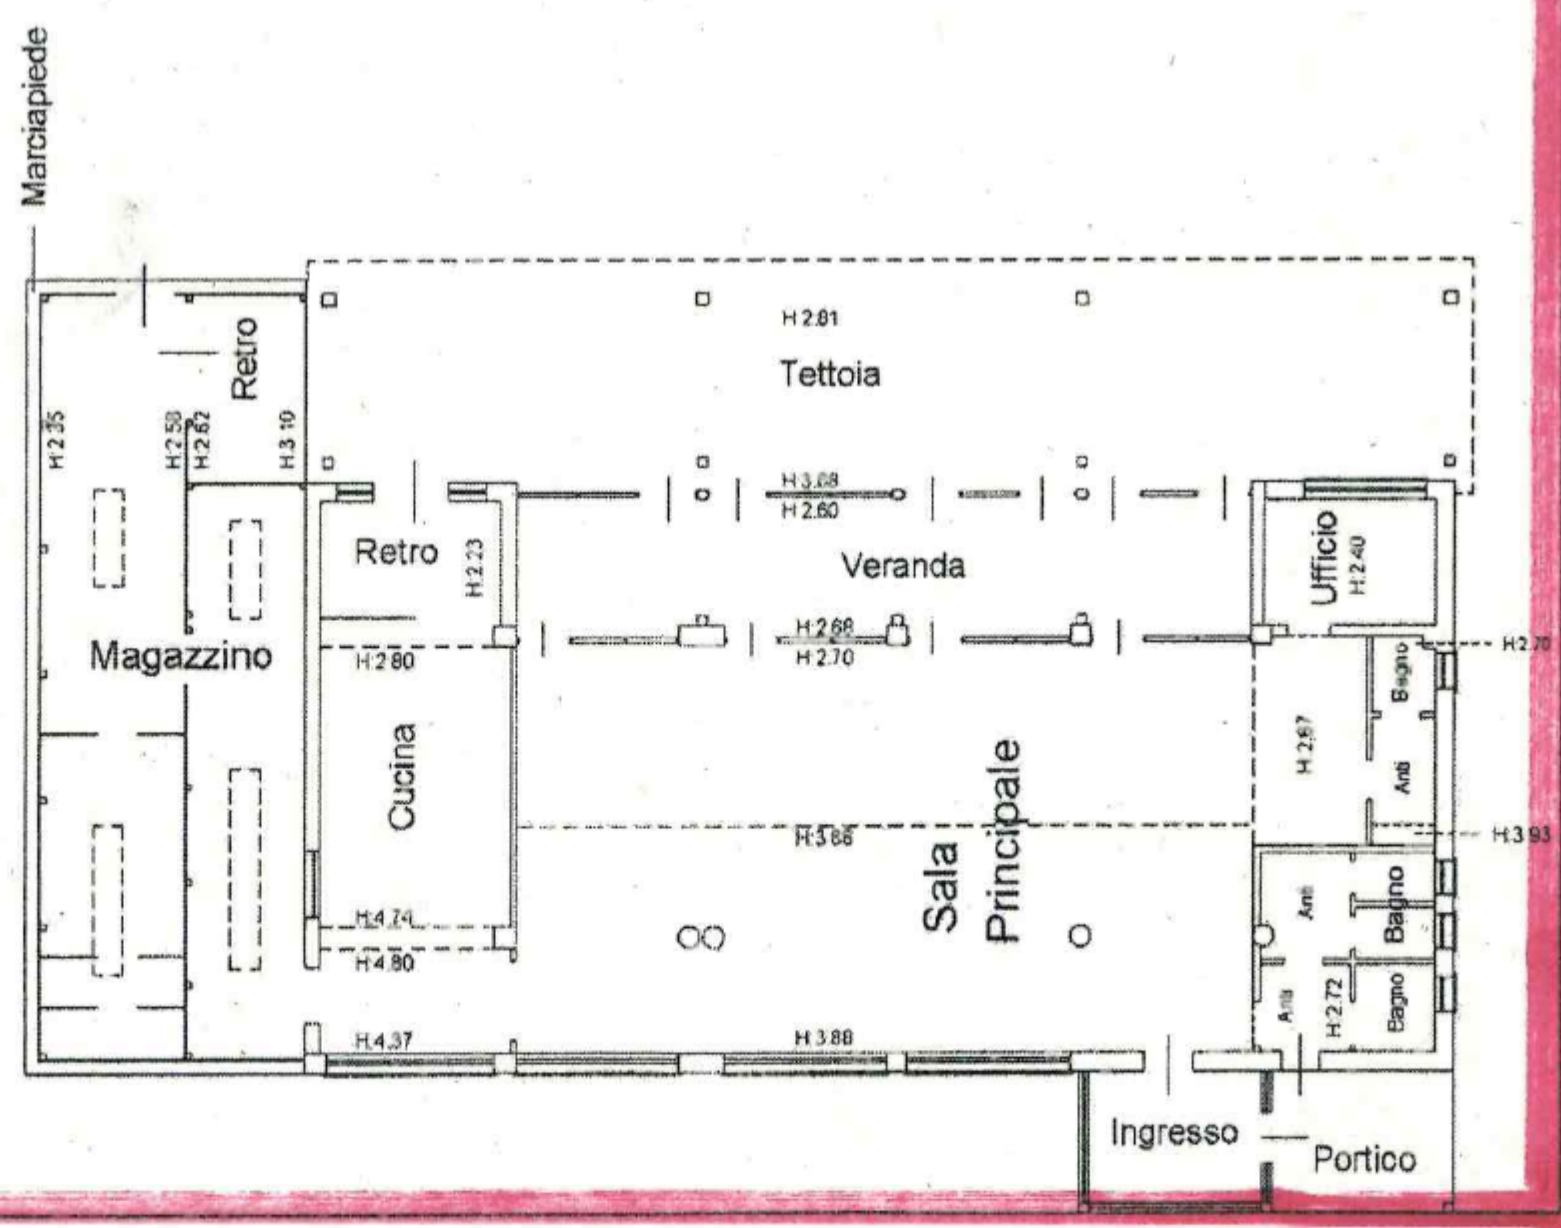 Marciapiede
H 2.81
Tettoia
Retro
H:2.35
H:2.58
H:2.62
H:3.10
H:3.08
H:2.60
Retro
H:2.23
Veranda
Ufficio
H:2.40
H:2.68
H:2.70
H:2.80
H:2.70
Magazzino
Bagno
H:2.67
Anti
Cucina
Sala
Principale
H:3.86
H:3.93
H:4.74
H:4.80
Anti
Bagno
Anti
H:2.72
Bagno
H:4.37
H:3.88
Ingresso
Portico